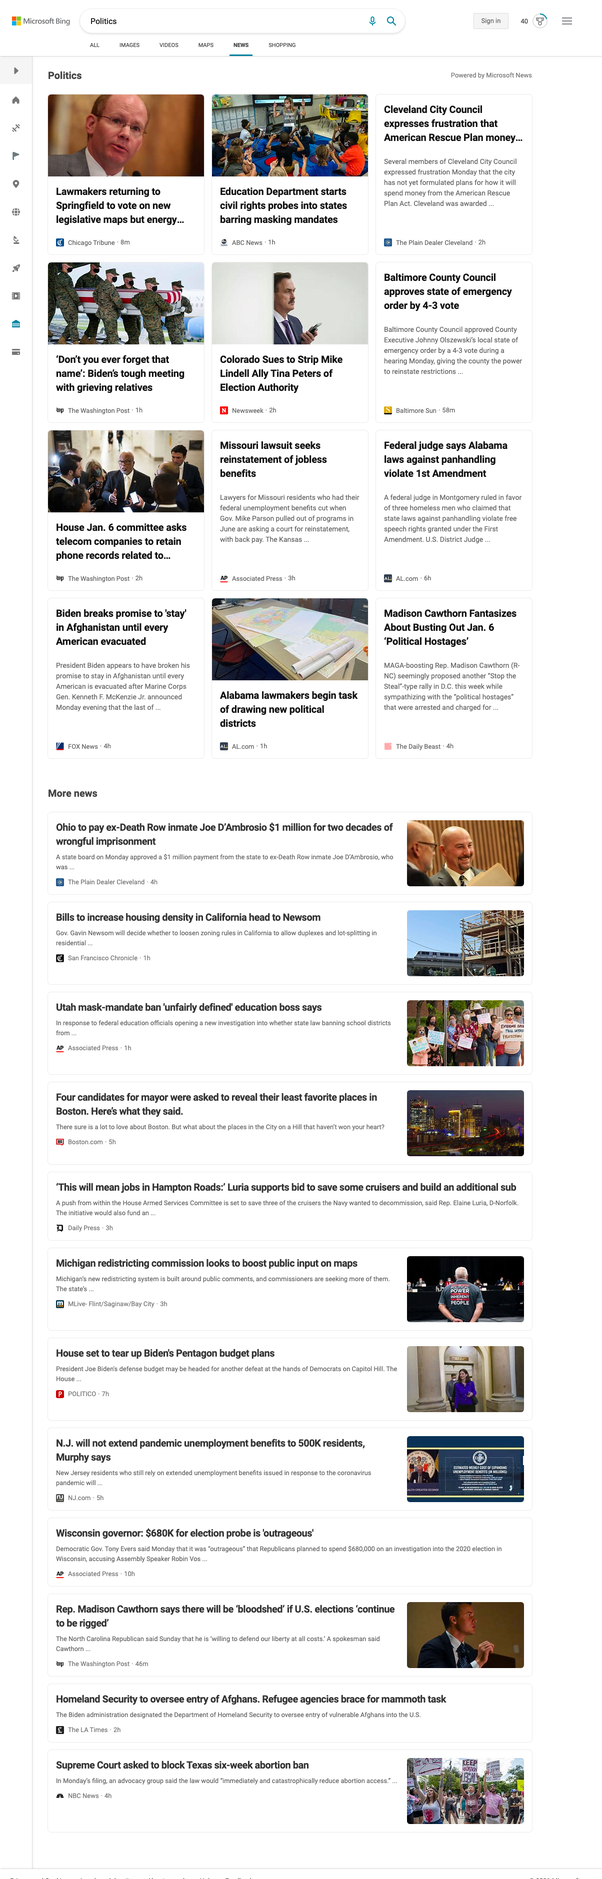 Microsoft Bing
Politics
Sign in
40
ALL
IMAGES
VIDEOS
MAPS
NEWS
SHOPPING
Politics
Powered by Microsoft News
Lawmakers returning to
Springfield to vote on new
legislative maps but energy...
Chicago Tribune · 8m
Education Department starts
civil rights probes into states
barring masking mandates
ABC News · 1h
Cleveland City Council
expresses frustration that
American Rescue Plan money...
Several members of Cleveland City Council
expressed frustration Monday that the city
has not yet formulated plans for how it will
spend money from the American Rescue
Plan Act. Cleveland was awarded ...
The Plain Dealer Cleveland · 2h
'Don't you ever forget that
name': Biden's tough meeting
with grieving relatives
The Washington Post · 1h
Colorado Sues to Strip Mike
Lindell Ally Tina Peters of
Election Authority
Newsweek · 2h
Baltimore County Council
approves state of emergency
order by 4-3 vote
Baltimore County Council approved County
Executive Johnny Olszewski's local state of
emergency order by a 4-3 vote during a
hearing Monday, giving the county the power
to reinstate restrictions ...
Baltimore Sun · 58m
House Jan. 6 committee asks
telecom companies to retain
phone records related to...
The Washington Post · 2h
Missouri lawsuit seeks
reinstatement of jobless
benefits
Lawyers for Missouri residents who had their
federal unemployment benefits cut when
Gov. Mike Parson pulled out of programs in
June are asking a court for reinstatement,
with back pay. The Kansas ...
Associated Press · 3h
Federal judge says Alabama
laws against panhandling
violate 1st Amendment
A federal judge in Montgomery ruled in favor
of three homeless men who claimed that
state laws against panhandling violate free
speech rights granted under the First
Amendment. U.S. District Judge ...
AL.com · 6h
Biden breaks promise to 'stay'
in Afghanistan until every
American evacuated
President Biden appears to have broken his
promise to stay in Afghanistan until every
American is evacuated after Marine Corps
Gen. Kenneth F. McKenzie Jr. announced
Monday evening that the last of ...
FOX News · 4h
Alabama lawmakers begin task
of drawing new political
districts
AL.com · 1h
Madison Cawthorn Fantasizes
About Busting Out Jan. 6
'Political Hostages'
MAGA-boosting Rep. Madison Cawthorn (R-
NC) seemingly proposed another "Stop the
Steal"-type rally in D.C. this week while
sympathizing with the "political hostages"
that were arrested and charged for ...
The Daily Beast · 4h
More news
Ohio to pay ex-Death Row inmate Joe D'Ambrosio $1 million for two decades of
wrongful imprisonment
A state board on Monday approved a $1 million payment from the state to ex-Death Row inmate Joe D'Ambrosio, who
was ...
The Plain Dealer Cleveland · 4h
Bills to increase housing density in California head to Newsom
Gov. Gavin Newsom will decide whether to loosen zoning rules in California to allow duplexes and lot-splitting in
residential ...
San Francisco Chronicle · 1h
Utah mask-mandate ban 'unfairly defined' education boss says
In response to federal education officials opening a new investigation into whether state law banning school districts
from ...
Associated Press · 1h
Four candidates for mayor were asked to reveal their least favorite places in
Boston. Here's what they said.
There sure is a lot to love about Boston. But what about the places in the City on a Hill that haven't won your heart?
Boston.com · 5h
'This will mean jobs in Hampton Roads:' Luria supports bid to save some cruisers and build an additional sub
A push from within the House Armed Services Committee is set to save three of the cruisers the Navy wanted to decommission, said Rep. Elaine Luria, D-Norfolk.
The initiative would also fund an ...
Daily Press · 3h
Michigan redistricting commission looks to boost public input on maps
Michigan's new redistricting system is built around public comments, and commissioners are seeking more of them.
The state's ...
MLive- Flint/Saginaw/Bay City · 3h
House set to tear up Biden's Pentagon budget plans
President Joe Biden's defense budget may be headed for another defeat at the hands of Democrats on Capitol Hill. The
House ...
POLITICO · 7h
N.J. will not extend pandemic unemployment benefits to 500K residents,
Murphy says
New Jersey residents who still rely on extended unemployment benefits issued in response to the coronavirus
pandemic will ...
NJ.com · 5h
Wisconsin governor: $680K for election probe is 'outrageous'
Democratic Gov. Tony Evers said Monday that it was "outrageous" that Republicans planned to spend $680,000 on an investigation into the 2020 election in
Wisconsin, accusing Assembly Speaker Robin Vos ...
Associated Press · 10h
Rep. Madison Cawthorn says there will be 'bloodshed' if U.S. elections 'continue
to be rigged'
The North Carolina Republican said Sunday that he is 'willing to defend our liberty at all costs.' A spokesman said
Cawthorn ...
The Washington Post · 46m
Homeland Security to oversee entry of Afghans. Refugee agencies brace for mammoth task
The Biden administration designated the Department of Homeland Security to oversee entry of vulnerable Afghans into the U.S.
The LA Times · 2h
Supreme Court asked to block Texas six-week abortion ban
In Monday's filing, an advocacy group said the law would "immediately and catastrophically reduce abortion access." ...
NBC News · 4h